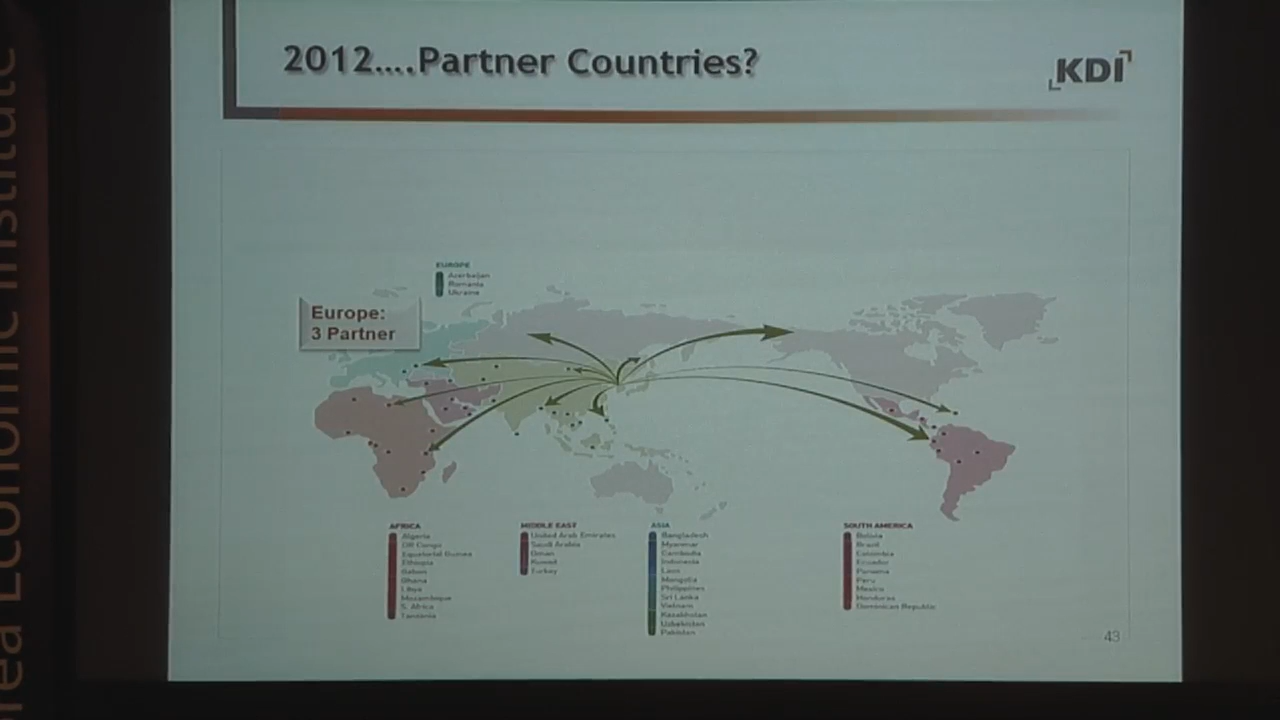 Korea Economic Institute
2012....Partner Countries?
KDI
EUROPE
Azerbaijan
Romania
Ukraine
Europe:
3 Partner
AFRICA
Algeria
DR Congo
Equatorial Guinea
Ethiopia
Gabon
Ghana
Libya
Mozambique
S. Africa
Tanzania
MIDDLE EAST
United Arab Emirates
Saudi Arabia
Oman
Kuwait
Turkey
ASIA
Bangladesh
Myanmar
Cambodia
Indonesia
Laos
Mongolia
Philippines
Sri Lanka
Vietnam
Kazakhstan
Uzbekistan
Pakistan
SOUTH AMERICA
Bolivia
Brazil
Colombia
Ecuador
Panama
Peru
Mexico
Honduras
Dominican Republic
43